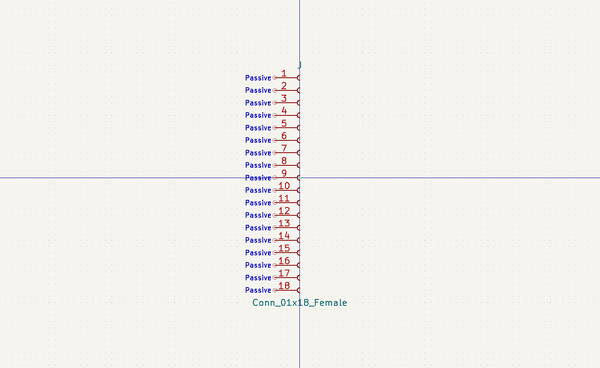 J
Passive 1
Passive 2
Passive 3
Passive 4
Passive 5
Passive 6
Passive 7
Passive 8
Passive 9
Passive 10
Passive 11
Passive 12
Passive 13
Passive 14
Passive 15
Passive 16
Passive 17
Passive 18
Conn_01x18_Female